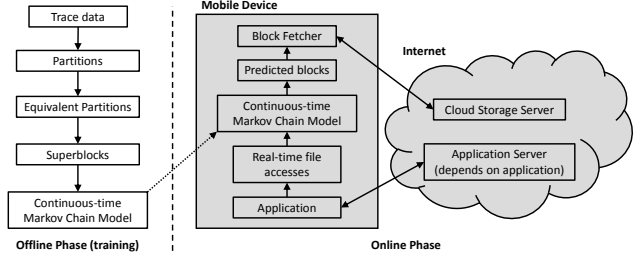 Trace data
Partitions
Equivalent Partitions
Superblocks
Continuous-time
Markov Chain Model
Offline Phase (training)
Mobile Device
Block Fetcher
Predicted blocks
Continuous-time
Markov Chain Model
Real-time file
accesses
Application
Internet
Cloud Storage Server
Application Server
(depends on application)
Online Phase